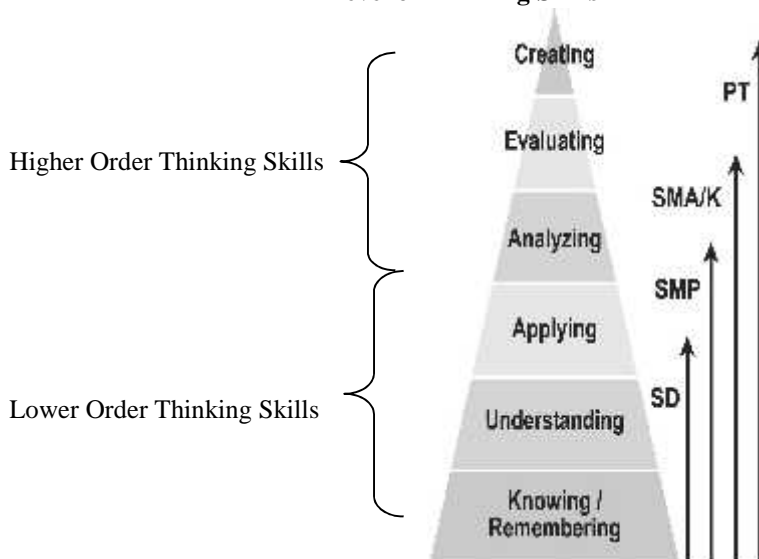 Creating
PT
Evaluating
Higher Order Thinking Skills
SMA/K
Analyzing
SMP
Applying
SD
Lower Order Thinking Skills
Understanding
Knowing /
Remembering